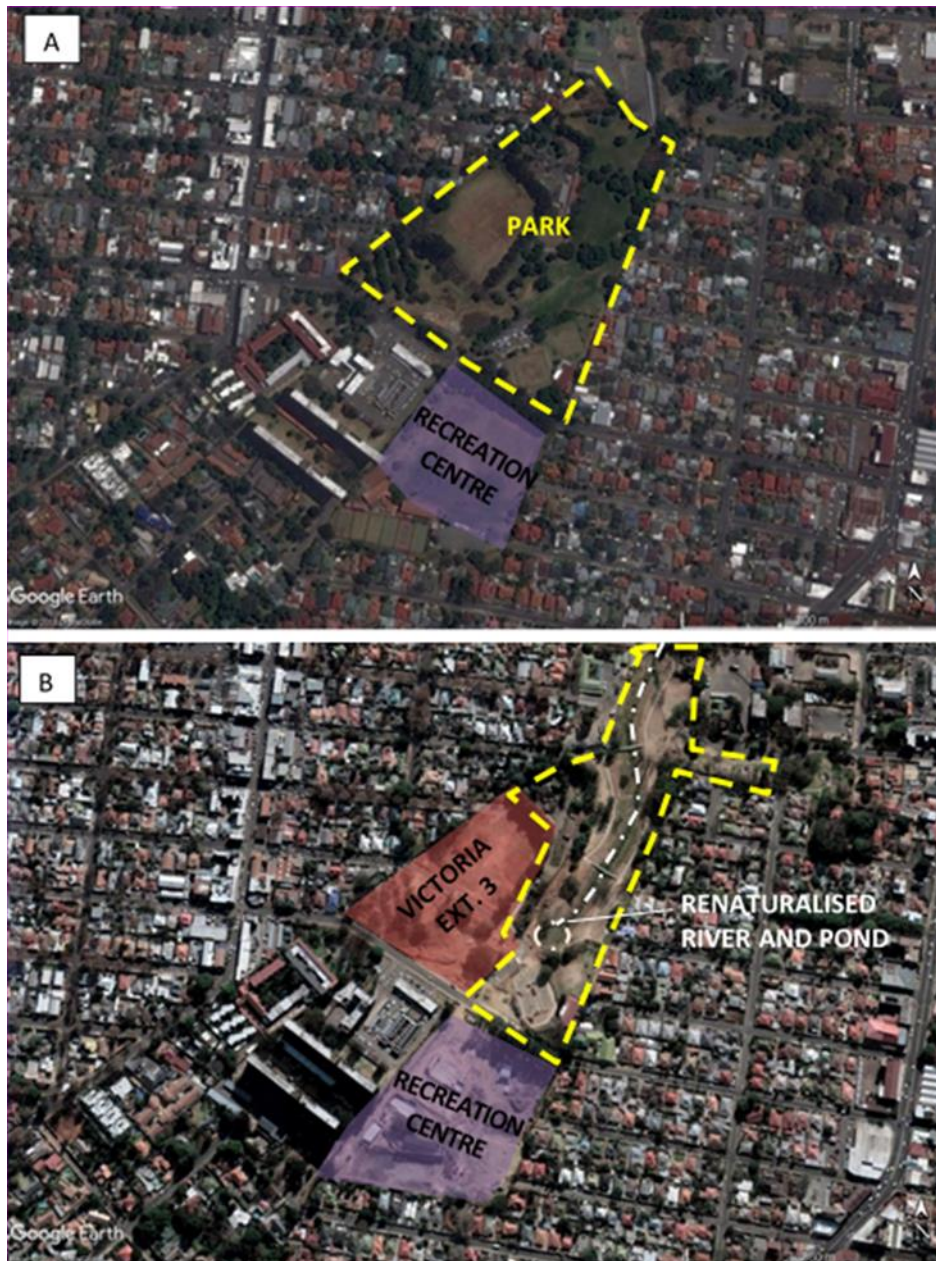 A
PARK
RECREATION
CENTRE
Google Earth
B
VICTORIA
EXT. 3
RENATURALISED
RIVER AND POND
RECREATION
CENTRE
Google Earth